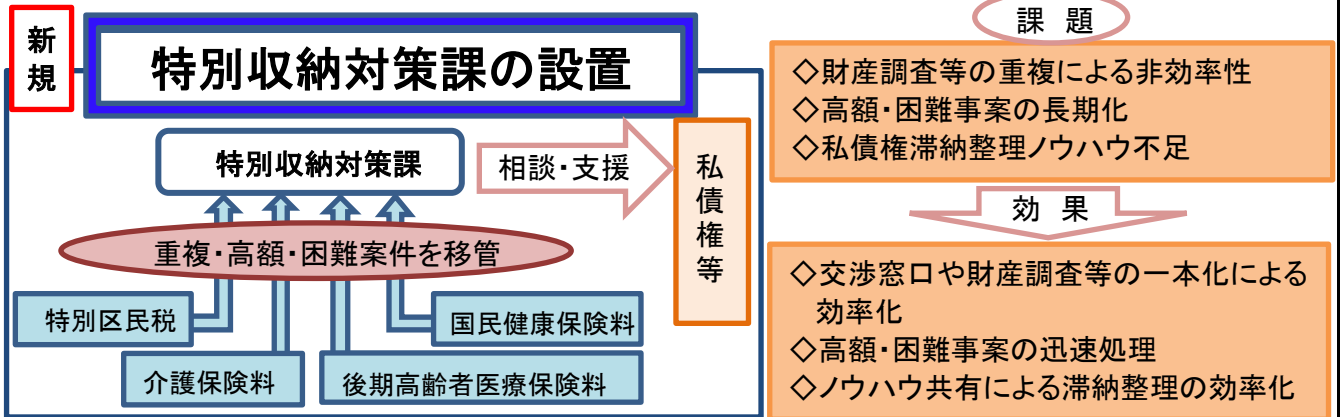 新規
特別収納対策課の設置
特別収納対策課
相談・支援
私債権等
重複・高額・困難案件を移管
特別区民税
国民健康保険料
介護保険料
後期高齢者医療保険料
課 題
◇財産調査等の重複による非効率性
◇高額・困難事案の長期化
◇私債権滞納整理ノウハウ不足
効 果
◇交渉窓口や財産調査等の一本化による
効率化
◇高額・困難事案の迅速処理
◇ノウハウ共有による滞納整理の効率化